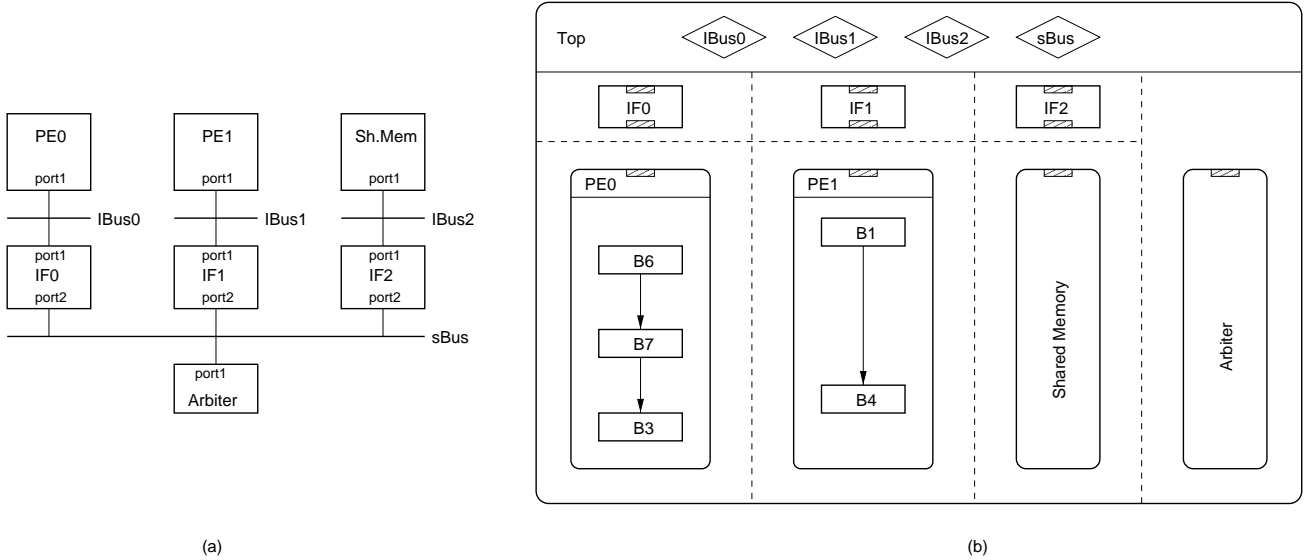 PE0 PE1 Sh.Mem
port1 port1 port1
IBus0 IBus1 IBus2
port1 port1 port1
IF0 IF1 IF2
port2 port2 port2
sBus
port1
Arbiter
(a)
Top IBus0 IBus1 IBus2 sBus
IF0 IF1 IF2
PE0 PE1
B1
B6
B7
B4
B3
Shared Memory
Arbiter
(b)